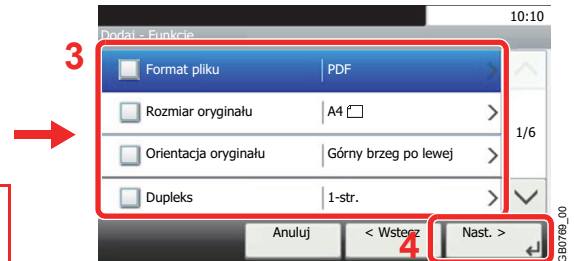 10:10
Dodaj - Funkcje
3
Format pliku PDF
Rozmiar oryginału A4
1/6
Orientacja oryginału Górny brzeg po lewej
Dupleks 1-str.
Anuluj < Wstecz Nast. >
4
GB0769_00